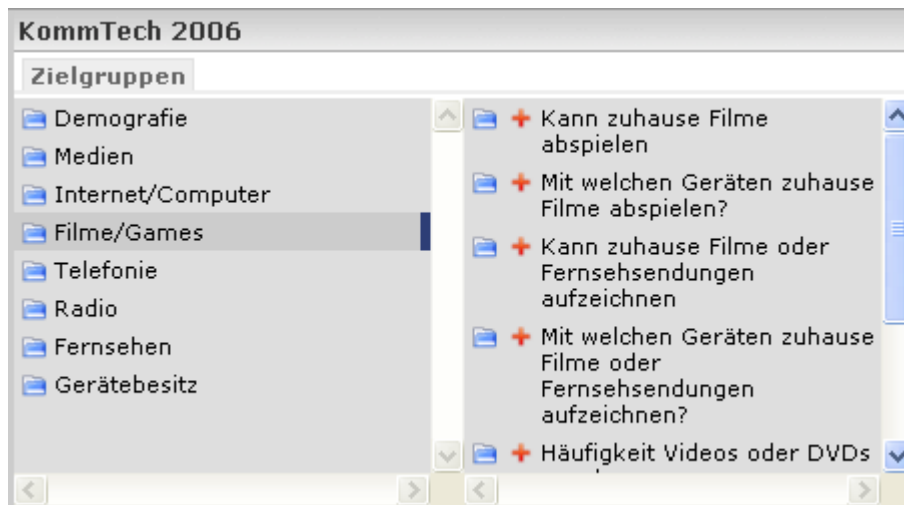 KommTech 2006
Zielgruppen
Demografie
Medien
Internet/Computer
Filme/Games
Telefonie
Radio
Fernsehen
Gerätebesitz
Kann zuhause Filme
abspielen
Mit welchen Geräten zuhause
Filme abspielen?
Kann zuhause Filme oder
Fernsehsendungen
aufzeichnen
Mit welchen Geräten zuhause
Filme oder
Fernsehsendungen
aufzeichnen?
Häufigkeit Videos oder DVDs